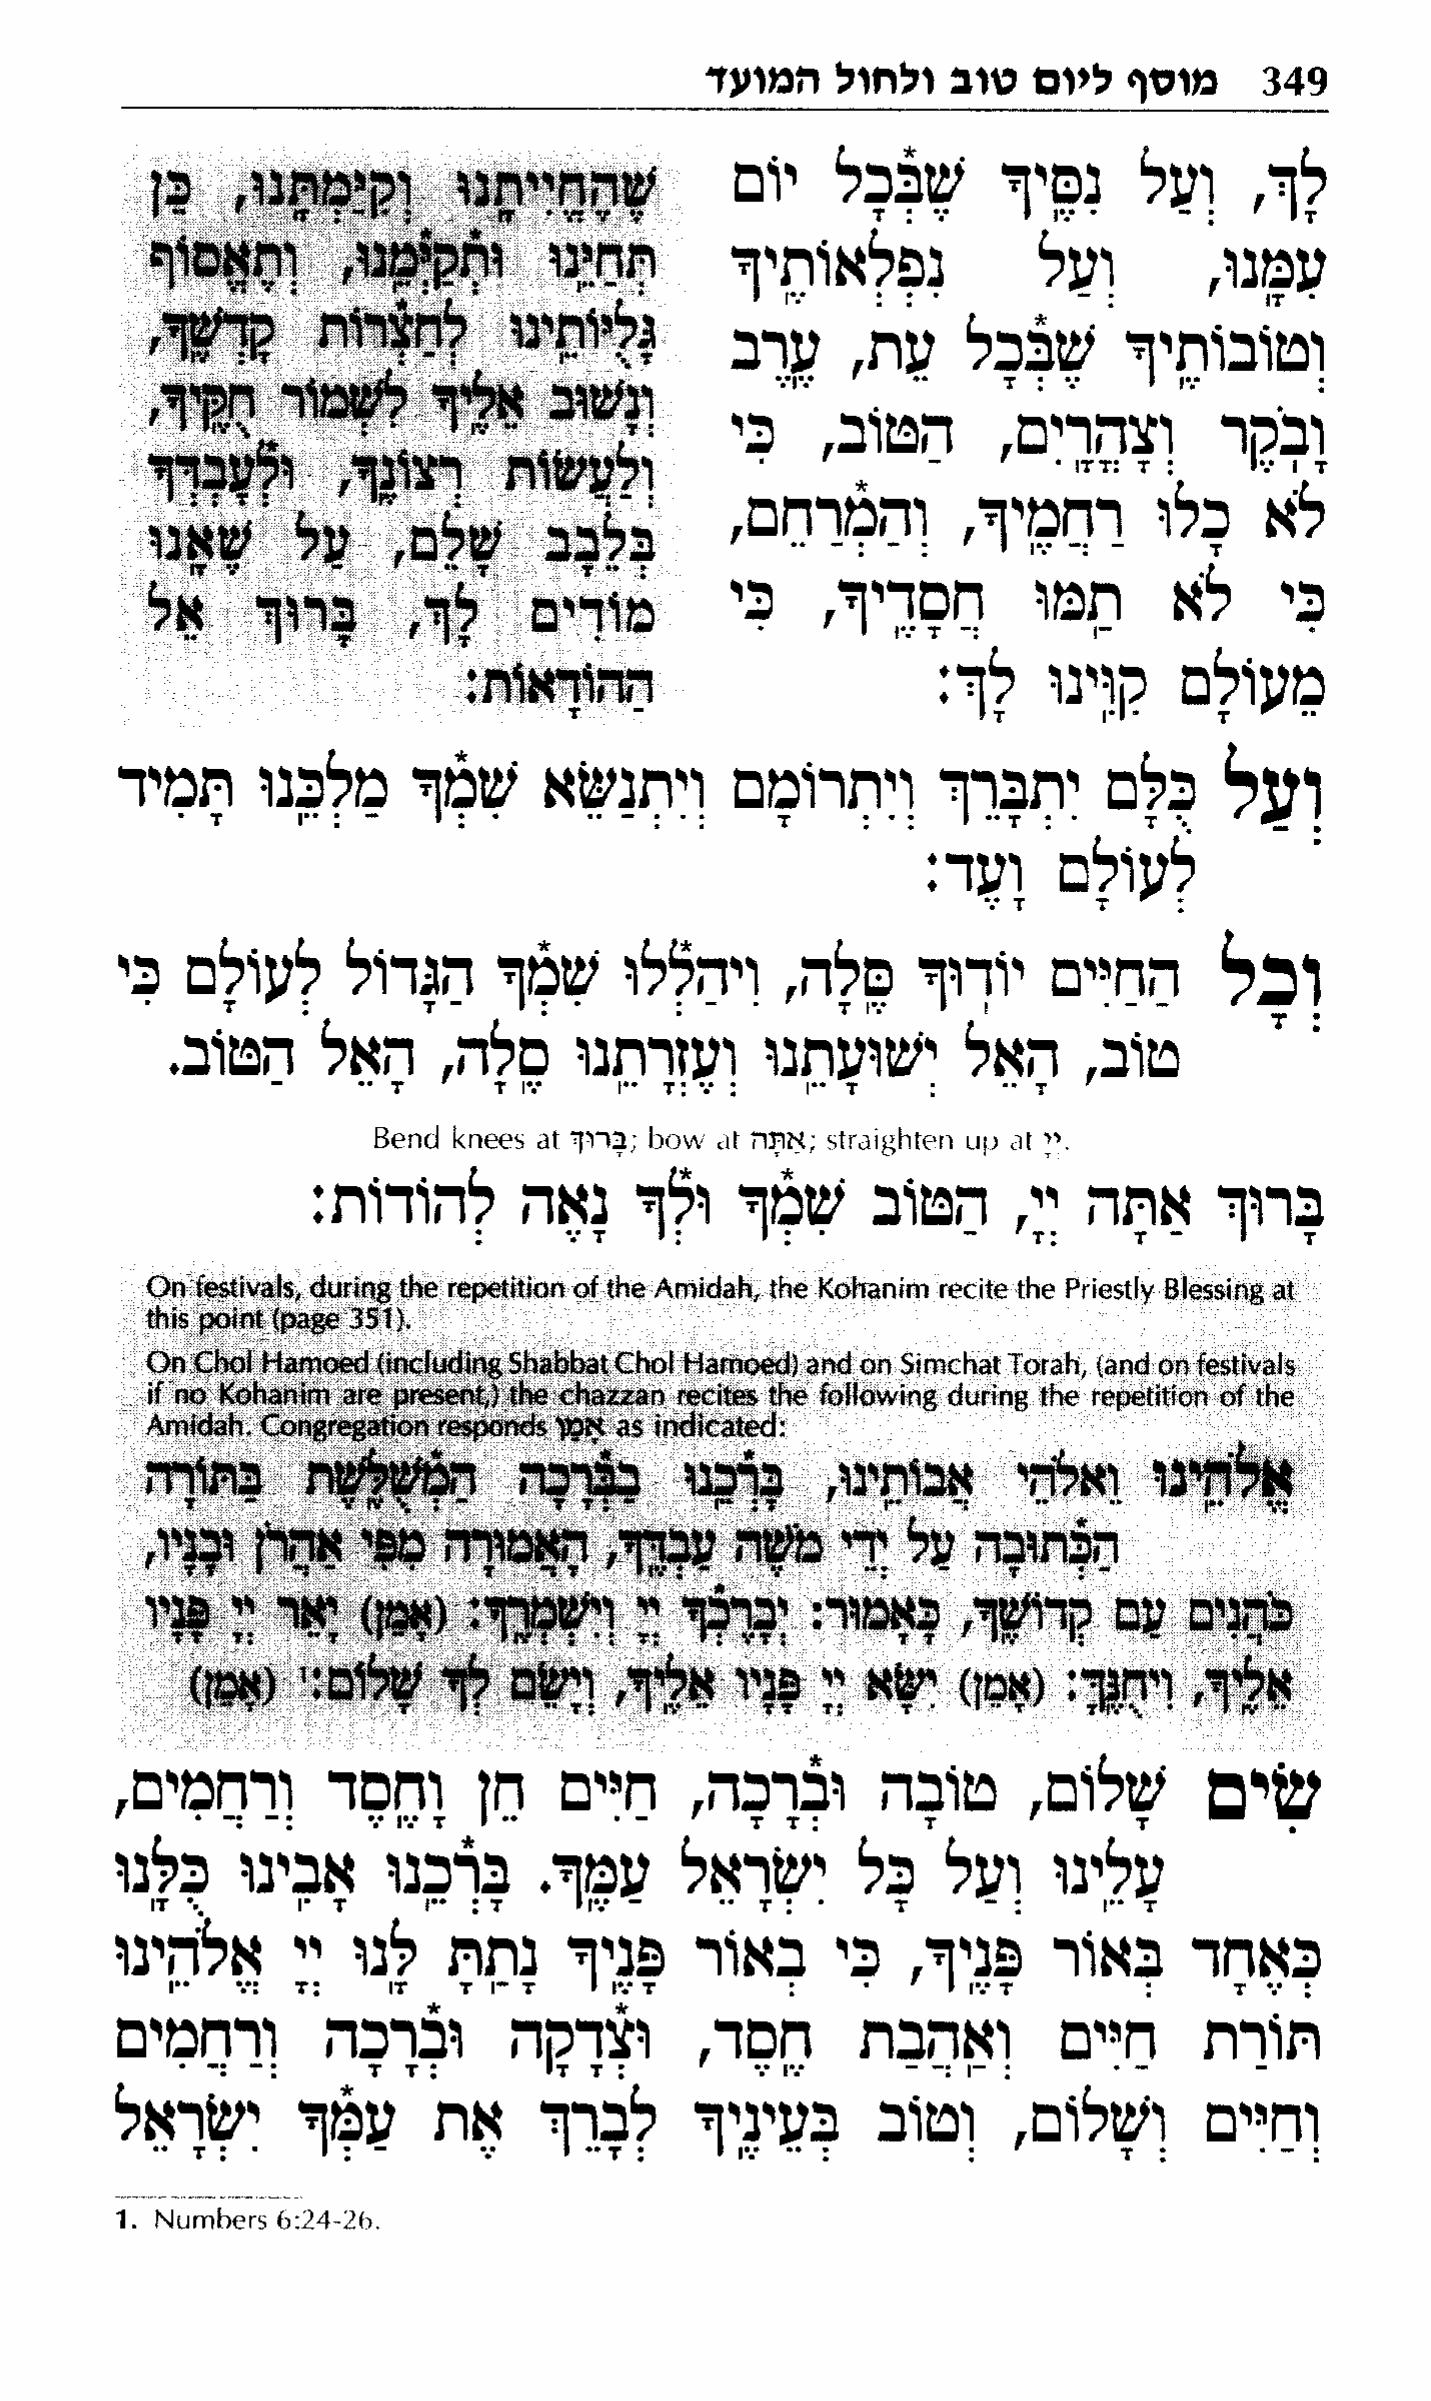 349 מוסף ליום טוב ולחול המועד
לָךְ, וְעַל נִסֶּיךָ שֶׁבְּכָל יוֹם
עִמָּנוּ, וְעַל נִפְלְאוֹתֶיךָ
וְטוֹבוֹתֶיךָ שֶׁבְּכָל עֵת, עֶרֶב
וָבֹקֶר וְצָהֳרָיִם, הַטּוֹב, כִּי
לֹא כָלוּ רַחֲמֶיךָ, וְהַמְרַחֵם,
כִּי לֹא תַמּוּ חֲסָדֶיךָ, כִּי
מֵעוֹלָם קִוִּינוּ לָךְ:
שֶׁהֶחֱיִיתָנוּ וְקִיַּמְתָּנוּ, כֵּן
תְּחַיֵּינוּ וּתְקַיְּמֵנוּ, וְתֶאֱסוֹף
גָּלֻיּוֹתֵינוּ לְחַצְרוֹת קָדְשֶׁךָ,
וְנָשׁוּב אֵלֶיךָ לִשְׁמוֹר חֻקֶּיךָ,
וְלַעֲשׂוֹת רְצוֹנֶךָ, וּלְעָבְדְּךָ
בְּלֵבָב שָׁלֵם, עַל שֶׁאָנוּ
מוֹדִים לָךְ, בָּרוּךְ אֵל
הַהוֹדָאוֹת:
וְעַל כֻּלָּם יִתְבָּרֵךְ וְיִתְרוֹמָם וְיִתְנַשֵּׂא שִׁמְךָ מַלְכֵּנוּ תָּמִיד
לְעוֹלָם וָעֶד:
וְכָל הַחַיִּים יוֹדוּךָ סֶּלָה, וִיהַלְלוּ שִׁמְךָ הַגָּדוֹל לְעוֹלָם כִּי
טוֹב, הָאֵל יְשׁוּעָתֵנוּ וְעֶזְרָתֵנוּ סֶלָה, הָאֵל הַטּוֹב.
Bend knees at בָּרוּךְ; bow at אַתָּה; straighten up at יְיָ.
בָּרוּךְ אַתָּה יְיָ, הַטּוֹב שִׁמְךָ וּלְךָ נָאֶה לְהוֹדוֹת:
On festivals, during the repetition of the Amidah, the Kohanim recite the Priestly Blessing at
this point (page 351).
On Chol Hamoed (including Shabbat Chol Hamoed) and on Simchat Torah, (and on festivals
if no Kohanim are present,) the chazzan recites the following during the repetition of the
Amidah. Congregation responds אָמֵן as indicated:
אֱלֹהֵינוּ וֵאלֹהֵי אֲבוֹתֵינוּ, בָּרְכֵנוּ בַבְּרָכָה הַמְשֻׁלֶּשֶׁת בַּתּוֹרָה
הַכְּתוּבָה עַל יְדֵי מֹשֶׁה עַבְדֶּךָ, הָאֲמוּרָה מִפִּי אַהֲרֹן וּבָנָיו,
כֹּהֲנִים עַם קְדוֹשֶׁךָ, כָּאָמוּר: יְבָרֶכְךָ יְיָ וְיִשְׁמְרֶךָ: (אָמֵן) יָאֵר יְיָ פָּנָיו
אֵלֶיךָ, וִיחֻנֶּךָּ: (אָמֵן) יִשָּׂא יְיָ פָּנָיו אֵלֶיךָ, וְיָשֵׂם לְךָ שָׁלוֹם:¹ (אָמֵן)
שִׂים שָׁלוֹם, טוֹבָה וּבְרָכָה, חַיִּים חֵן וָחֶסֶד וְרַחֲמִים,
עָלֵינוּ וְעַל כָּל יִשְׂרָאֵל עַמֶּךָ. בָּרְכֵנוּ אָבִינוּ כֻּלָּנוּ
כְּאֶחָד בְּאוֹר פָּנֶיךָ, כִּי בְאוֹר פָּנֶיךָ נָתַתָּ לָּנוּ יְיָ אֱלֹהֵינוּ
תּוֹרַת חַיִּים וְאַהֲבַת חֶסֶד, וּצְדָקָה וּבְרָכָה וְרַחֲמִים
וְחַיִּים וְשָׁלוֹם, וְטוֹב בְּעֵינֶיךָ לְבָרֵךְ אֶת עַמְּךָ יִשְׂרָאֵל
1. Numbers 6:24-26.